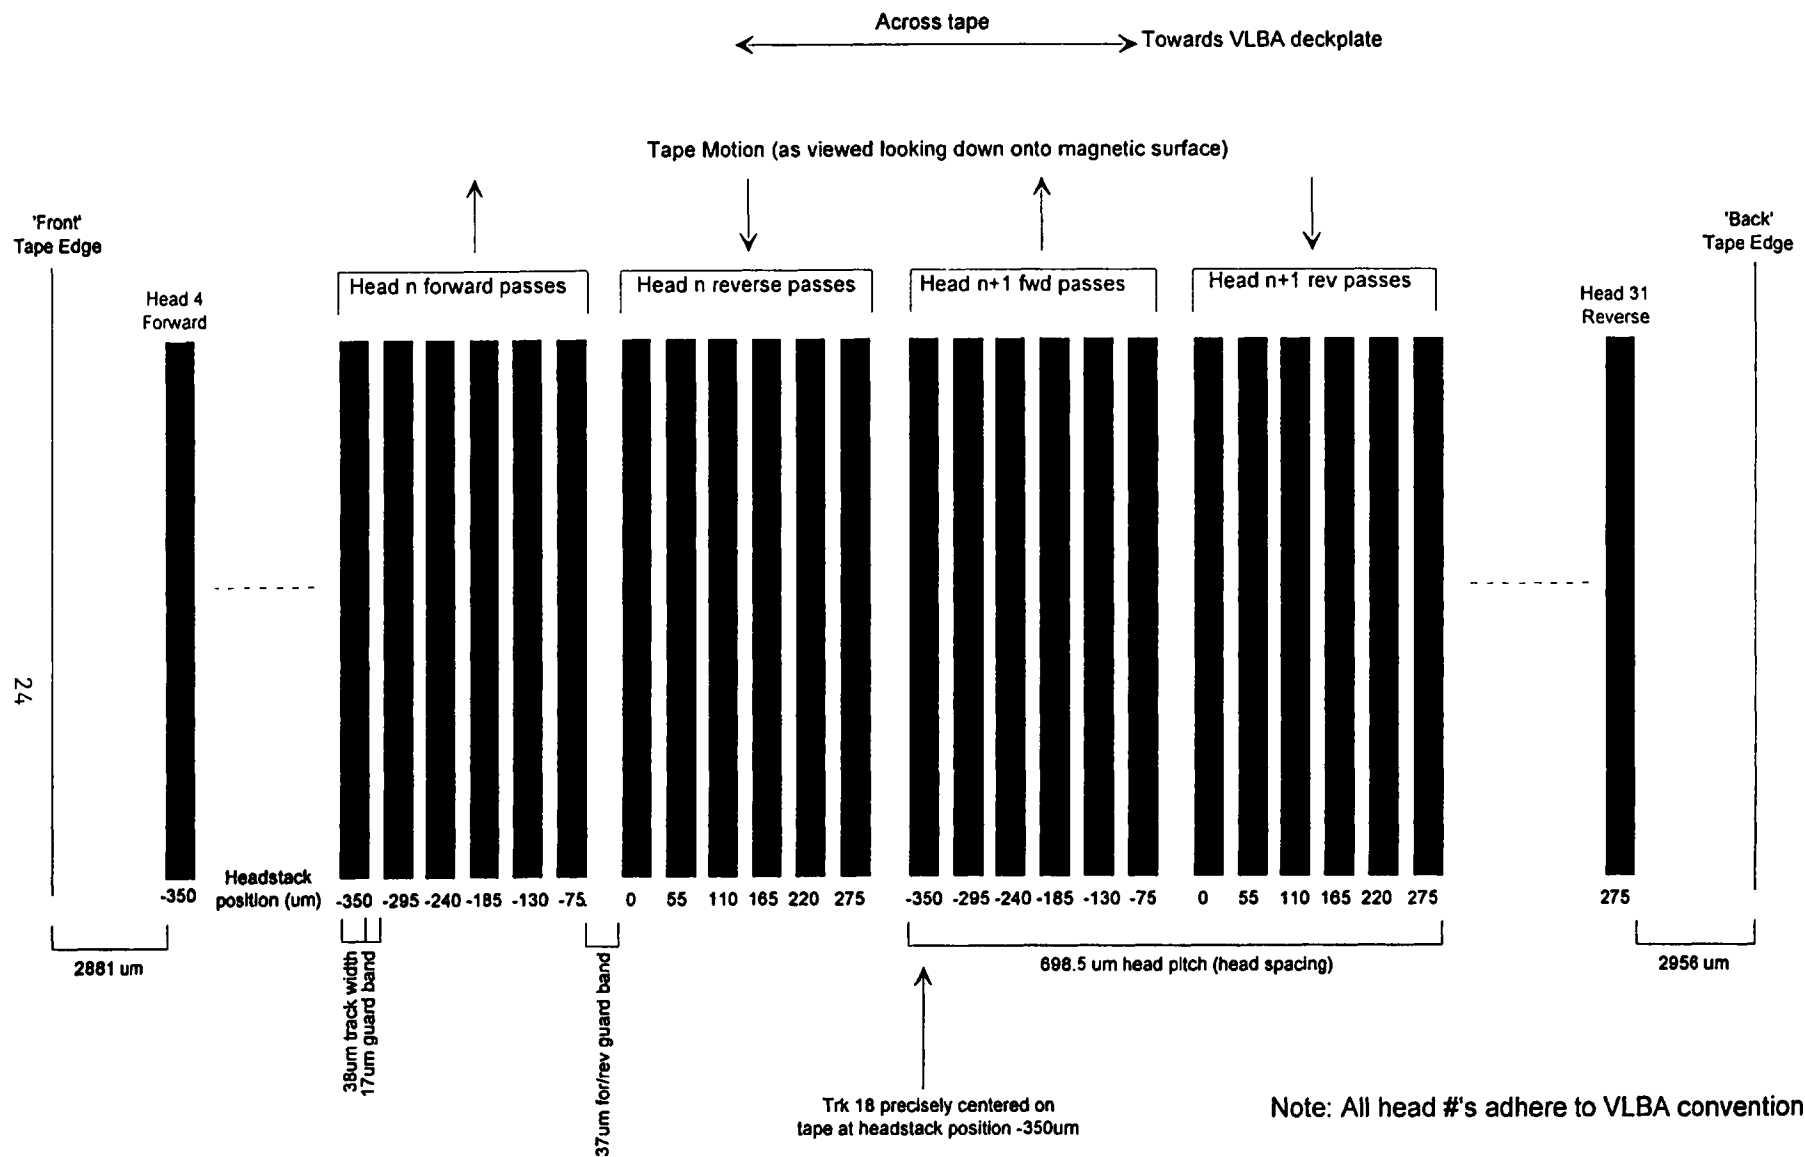 Across tape
Towards VLBA deckplate
Tape Motion (as viewed looking down onto magnetic surface)
'Front'
Tape Edge
'Back'
Tape Edge
Head 4
Forward
Head n forward passes
Head n reverse passes
Head n+1 fwd passes
Head n+1 rev passes
Head 31
Reverse
24
Headstack
position (um)
-350
-350 -295 -240 -185 -130 -75 0 55 110 165 220 275 -350 -295 -240 -185 -130 -75 0 55 110 165 220 275
275
2881 um
38um track width
17um guard band
37um for/rev guard band
698.5 um head pitch (head spacing)
2956 um
Trk 18 precisely centered on
tape at headstack position -350um
Note: All head #'s adhere to VLBA convention